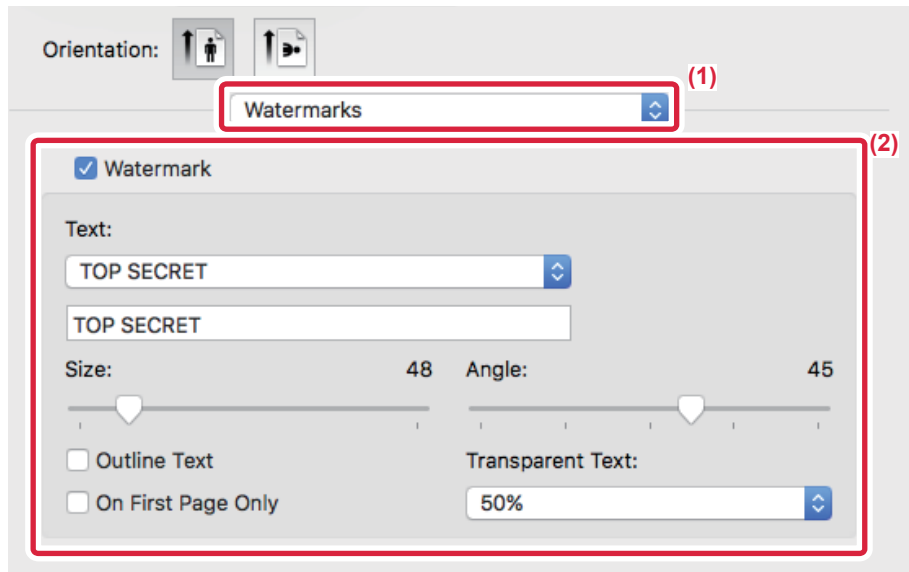 Orientation:
(1)
Watermarks
(2)
Watermark
Text:
TOP SECRET
TOP SECRET
Size: 48 Angle: 45
Outline Text Transparent Text:
On First Page Only 50%